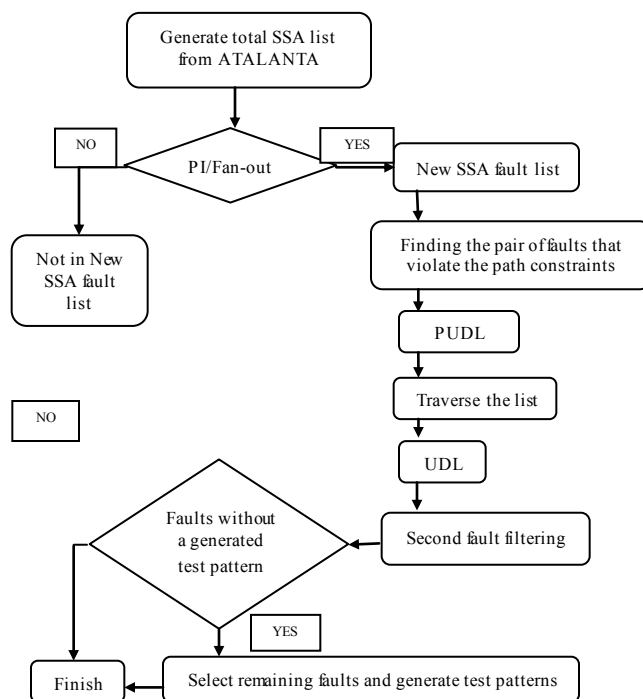 Generate total SSA list
from ATALANTA
NO
YES
PI/Fan-out
New SSA fault list
Not in New
SSA fault
list
Finding the pair of faults that
violate the path constraints
PUDL
Traverse the list
NO
UDL
Faults without
a generated
test pattern
Second fault filtering
YES
Finish
Select remaining faults and generate test patterns